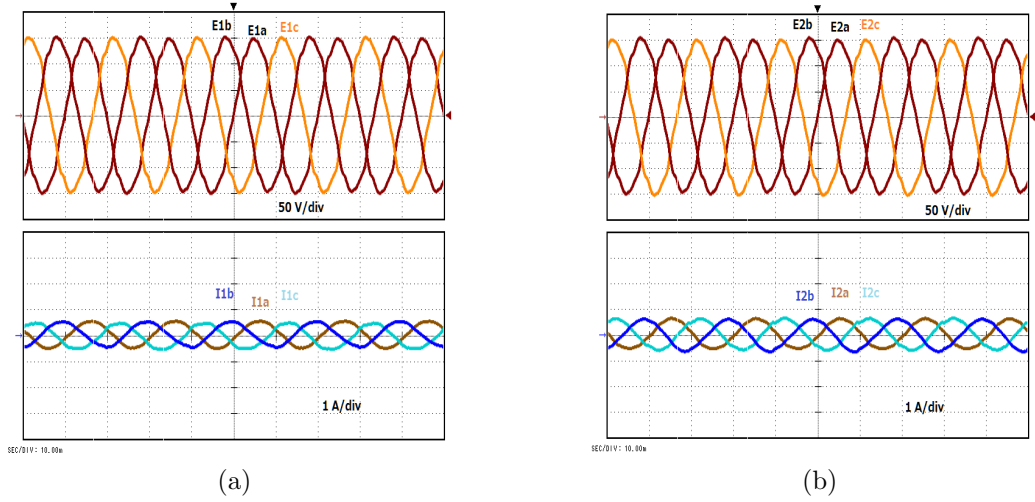 E1b E1a E1c
50 V/div
I1b I1a I1c
1 A/div
SEC/DIV: 10.00m
(a)
E2b E2a E2c
50 V/div
I2b I2a I2c
1 A/div
SEC/DIV: 10.00m
(b)